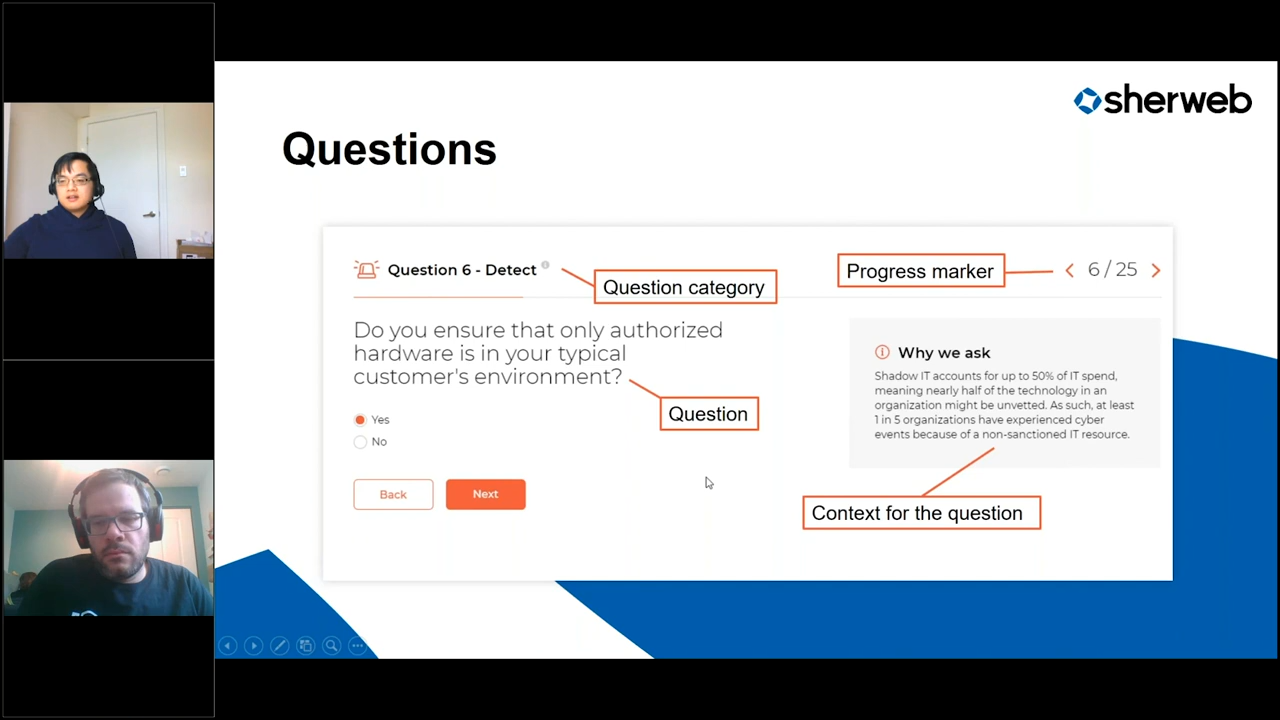 sherweb
Questions
Question 6 - Detect
Question category
Progress marker
6 / 25
Do you ensure that only authorized
hardware is in your typical
customer's environment?
Question
Yes
No
Back
Next
Why we ask
Shadow IT accounts for up to 50% of IT spend,
meaning nearly half of the technology in an
organization might be unvetted. As such, at least
1 in 5 organizations have experienced cyber
events because of a non-sanctioned IT resource.
Context for the question